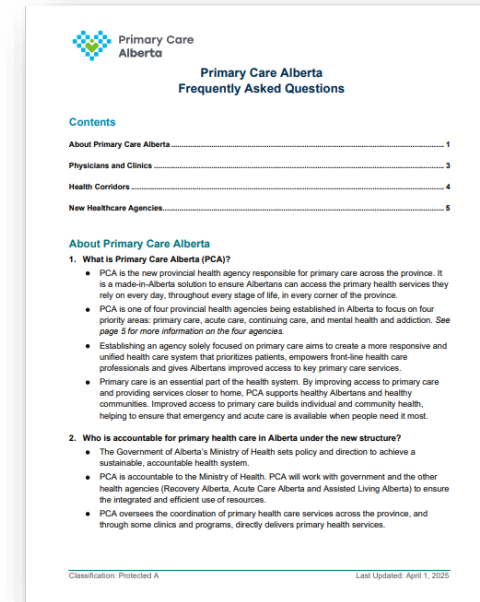 Primary Care
Alberta
Primary Care Alberta
Frequently Asked Questions
Contents
About Primary Care Alberta ........ 1
Physicians and Clinics ........ 3
Health Corridors ........ 4
New Healthcare Agencies ........ 5
About Primary Care Alberta
1. What is Primary Care Alberta (PCA)?
● PCA is the new provincial health agency responsible for primary care across the province. It
is a made-in-Alberta solution to ensure Albertans can access the primary health services they
rely on every day, throughout every stage of life, in every corner of the province.
● PCA is one of four provincial health agencies being established in Alberta to focus on four
priority areas: primary care, acute care, continuing care, and mental health and addiction. See
page 5 for more information on the four agencies.
● Establishing an agency solely focused on primary care aims to create a more responsive and
unified health care system that prioritizes patients, empowers front-line health care
professionals and gives Albertans improved access to key primary care services.
● Primary care is an essential part of the health system. By improving access to primary care
and providing services closer to home, PCA supports healthy Albertans and healthy
communities. Improved access to primary care builds individual and community health,
helping to ensure that emergency and acute care is available when people need it most.
2. Who is accountable for primary health care in Alberta under the new structure?
● The Government of Alberta's Ministry of Health sets policy and direction to achieve a
sustainable, accountable health system.
● PCA is accountable to the Ministry of Health. PCA will work with government and the other
health agencies (Recovery Alberta, Acute Care Alberta and Assisted Living Alberta) to ensure
the integrated and efficient use of resources.
● PCA oversees the coordination of primary health care services across the province, and
through some clinics and programs, directly delivers primary health services.
Classification: Protected A
Last Updated: April 1, 2025